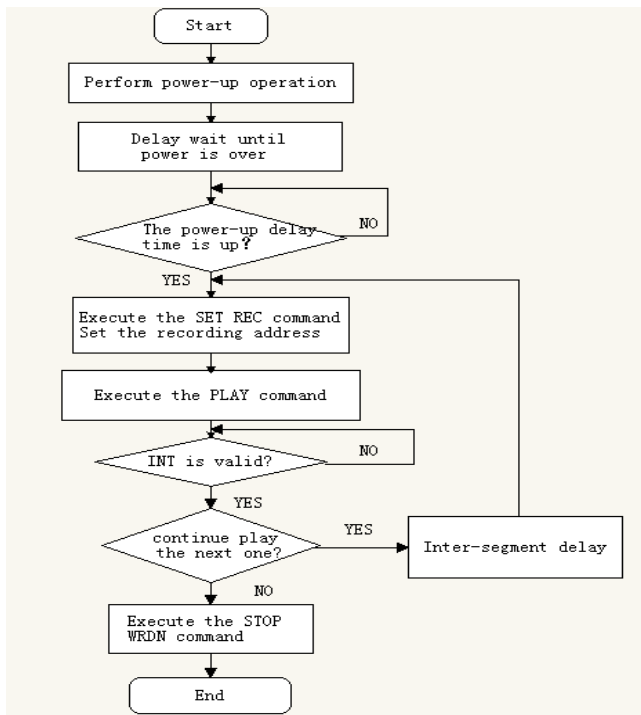 Start
Perform power-up operation
Delay wait until
power is over
The power-up delay
time is up?
NO
YES
Execute the SET REC command
Set the recording address
Execute the PLAY command
INT is valid?
NO
YES
continue play
the next one?
YES
Inter-segment delay
NO
Execute the STOP
WRDN command
End